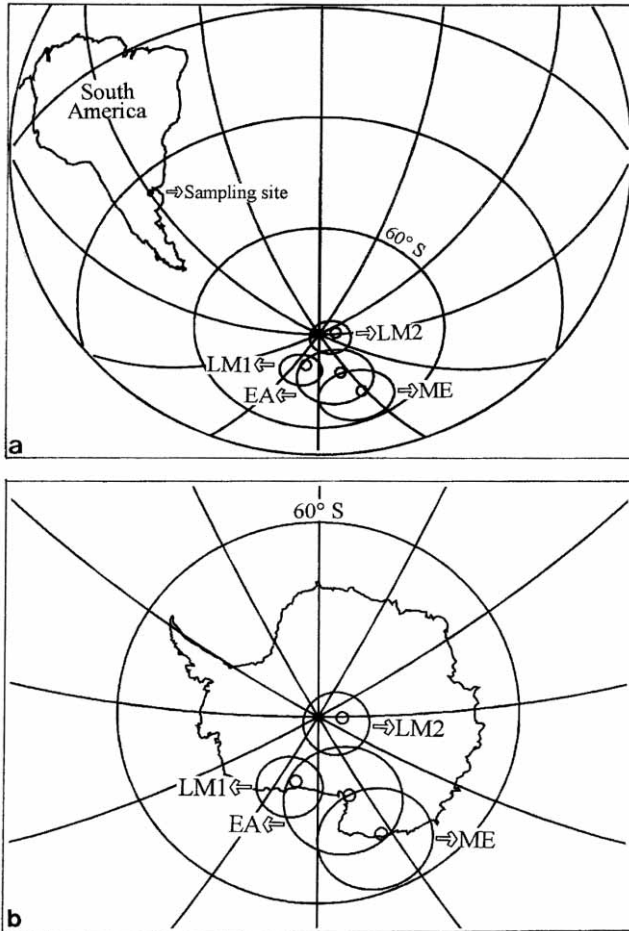 South
America
⇨Sampling site
60° S
⇨LM2
LM1⇦
EA⇦
⇨ME
a
60° S
⇨LM2
LM1⇦
EA⇦
⇨ME
b